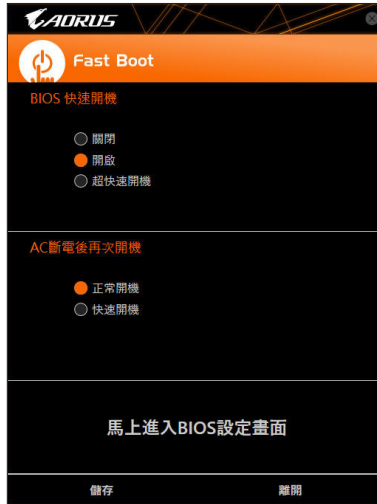 AORUS
Fast Boot
BIOS 快速開機
關閉
開啟
超快速開機
AC斷電後再次開機
正常開機
快速開機
馬上進入BIOS設定畫面
儲存 離開